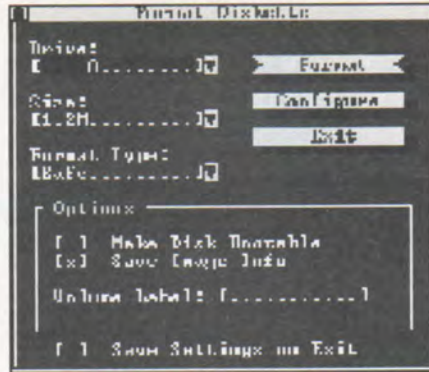 Format Diskette
Drive:
[    A.........]
Format
Size:
[1.2M..........]
Configure
Exit
Format Type:
[Safe..........]
Options
[ ] Make Disk Bootable
[x] Save Image Info
Volume Label: [...........]
[ ] Save Settings on Exit